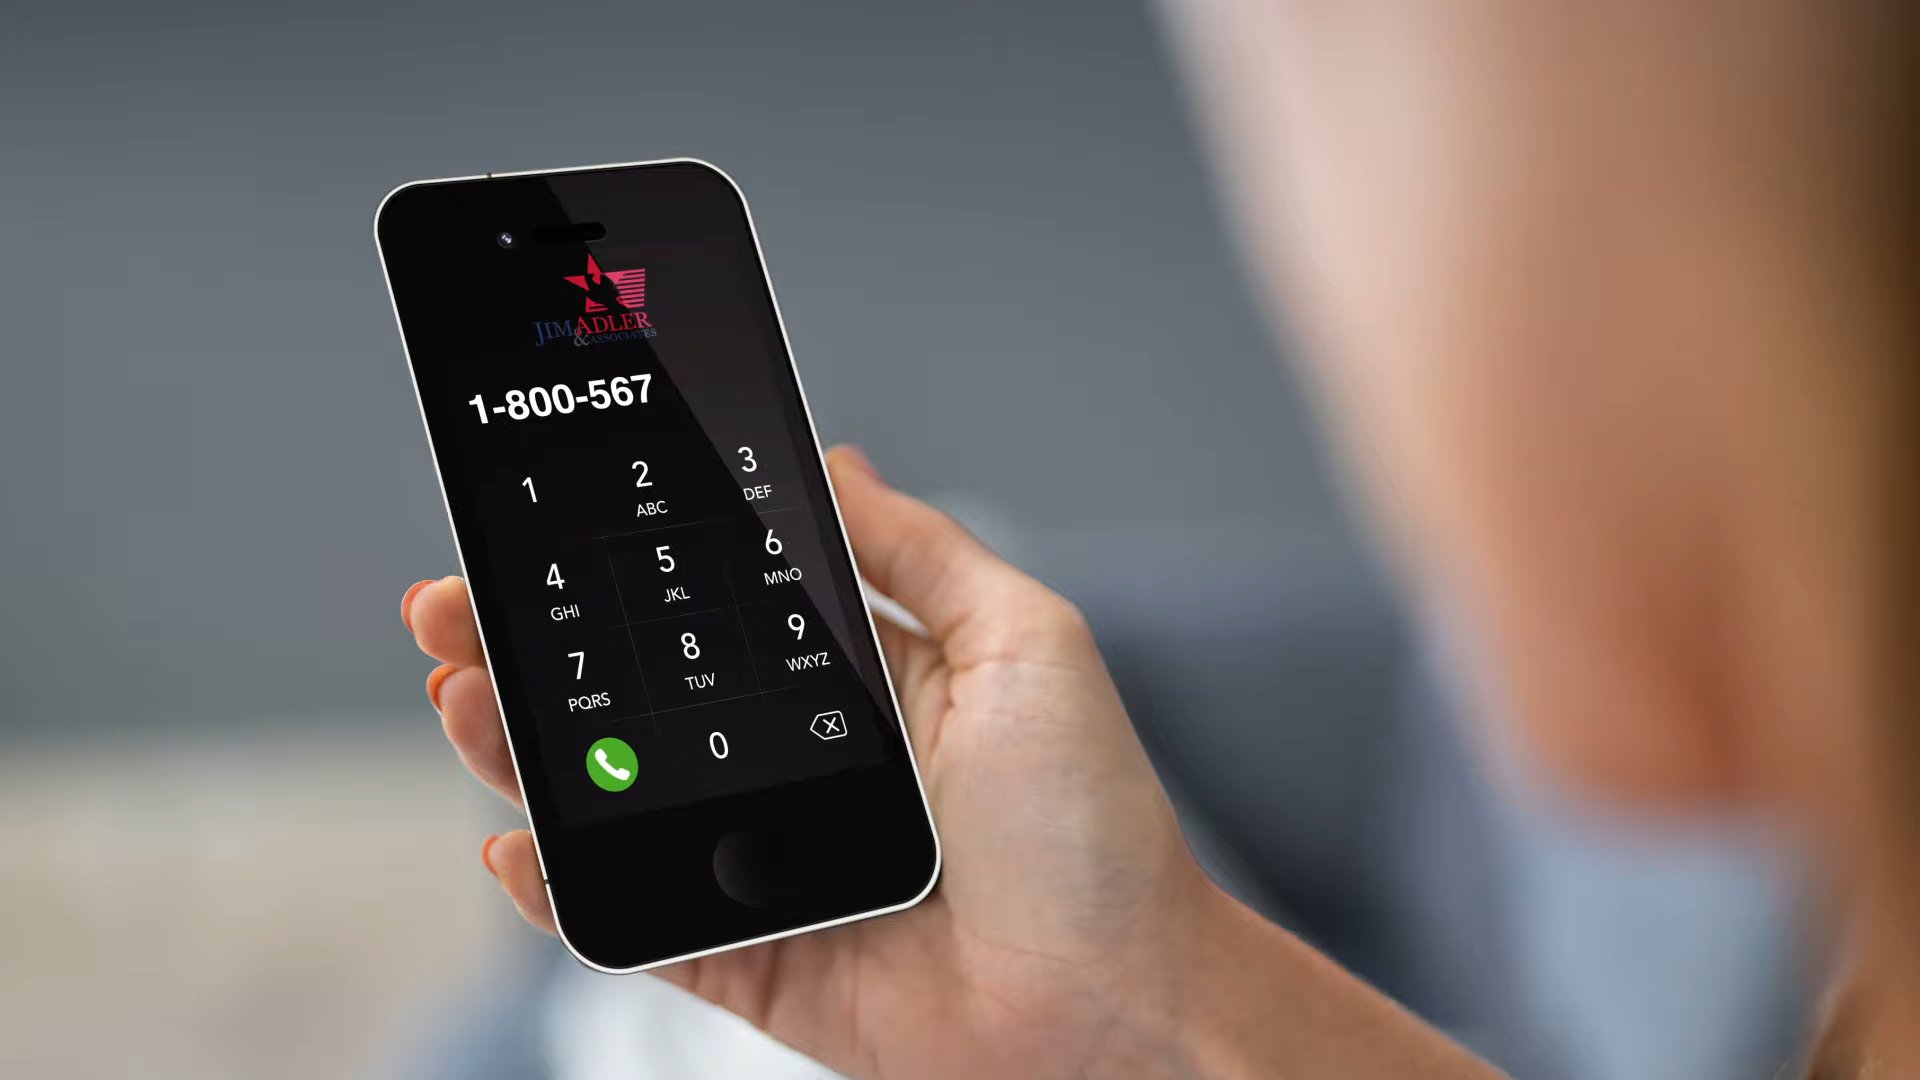 JIM ADLER
& ASSOCIATES
1-800-567
1 2 3
ABC DEF
4 5 6
GHI JKL MNO
7 8 9
PQRS TUV WXYZ
0